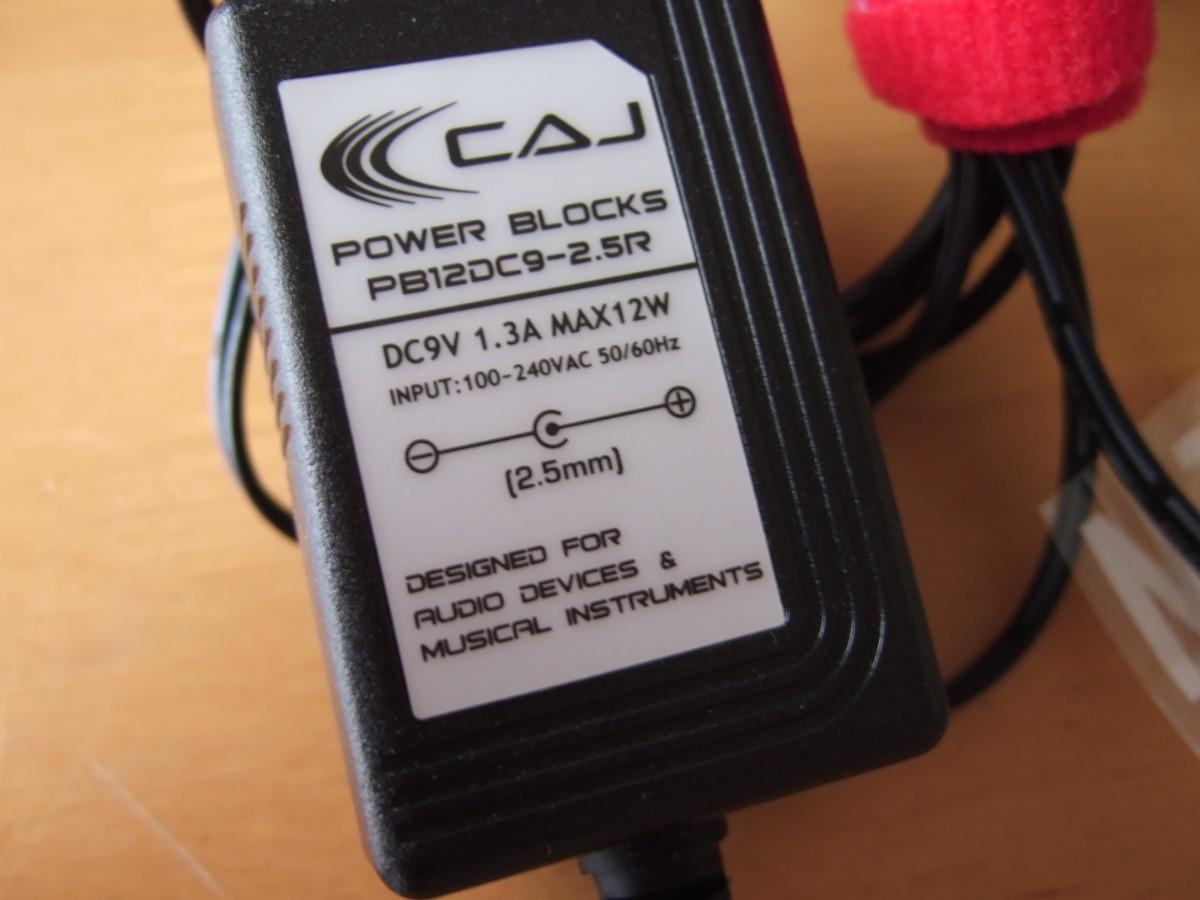 CAJ
POWER BLOCKS
PB12DC9-2.5R
DC9V 1.3A MAX12W
INPUT:100-240VAC 50/60Hz
(2.5mm)
DESIGNED FOR
AUDIO DEVICES &
MUSICAL INSTRUMENTS